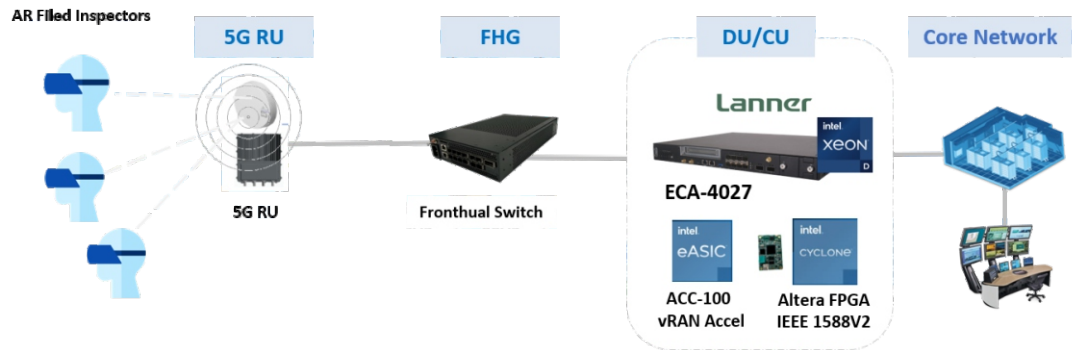 AR FIled Inspectors
5G RU
FHG
DU/CU
Core Network
Lanner
intel
XEON
D
ECA-4027
5G RU
Fronthual Switch
intel
eASIC
intel
CYCLONE
ACC-100
vRAN Accel
Altera FPGA
IEEE 1588V2